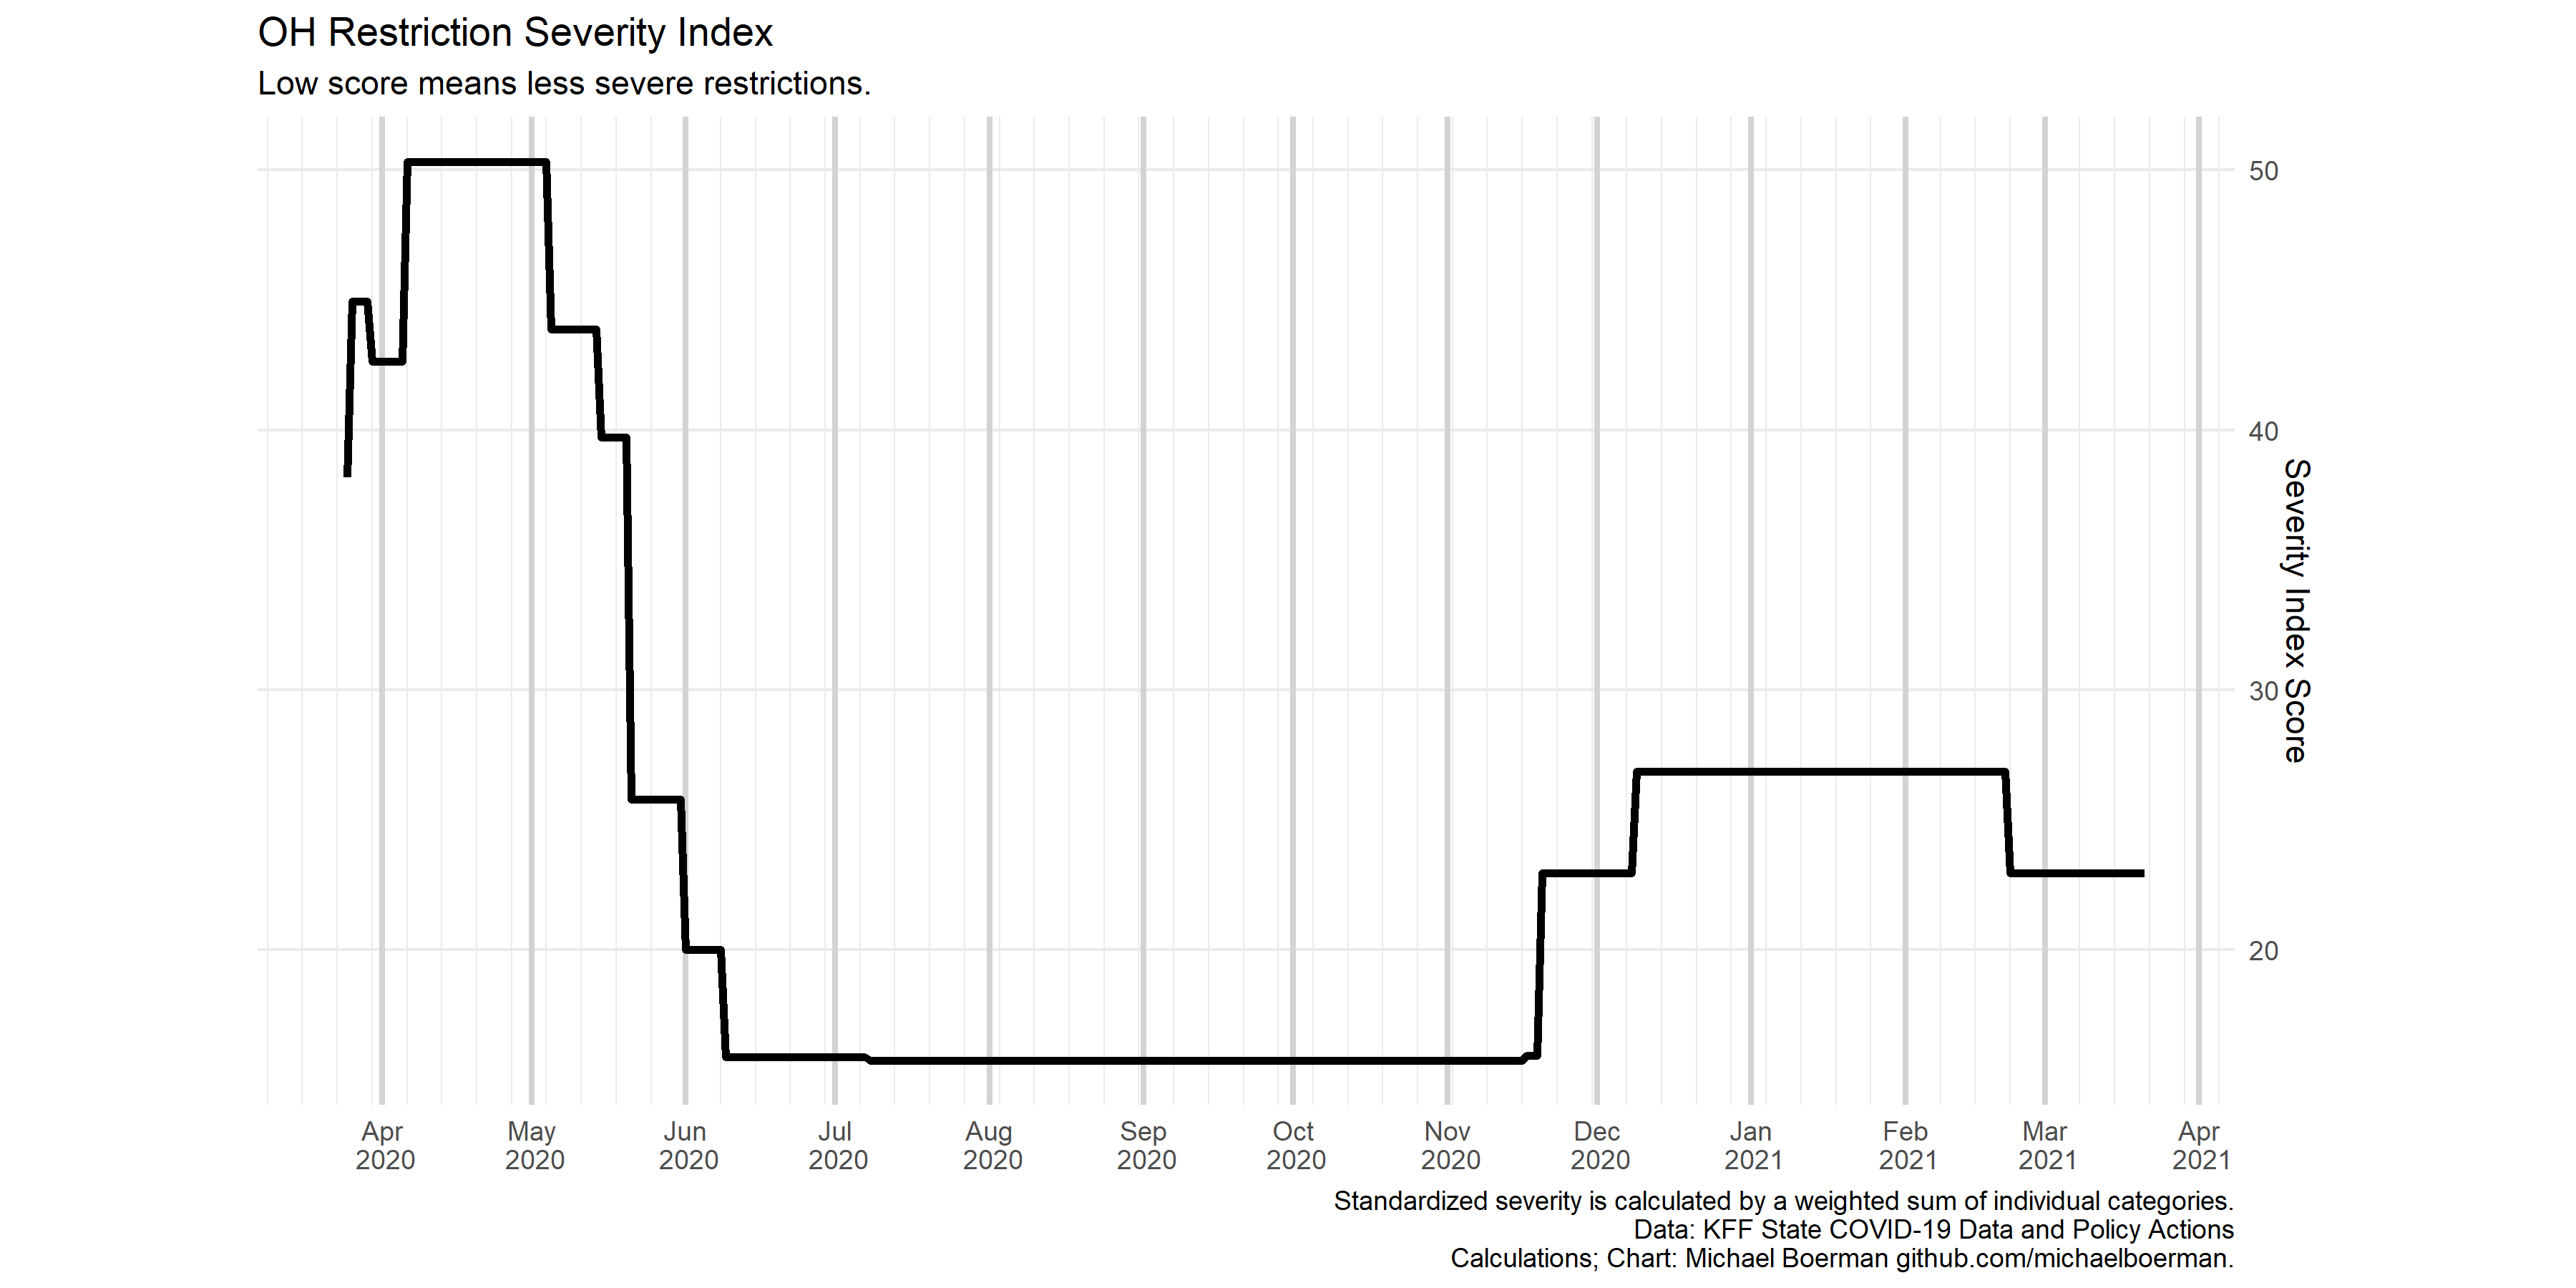 OH Restriction Severity Index
Low score means less severe restrictions.
50
40
30
20
Severity Index Score
Apr
2020
May
2020
Jun
2020
Jul
2020
Aug
2020
Sep
2020
Oct
2020
Nov
2020
Dec
2020
Jan
2021
Feb
2021
Mar
2021
Apr
2021
Standardized severity is calculated by a weighted sum of individual categories.
Data: KFF State COVID-19 Data and Policy Actions
Calculations; Chart: Michael Boerman github.com/michaelboerman.